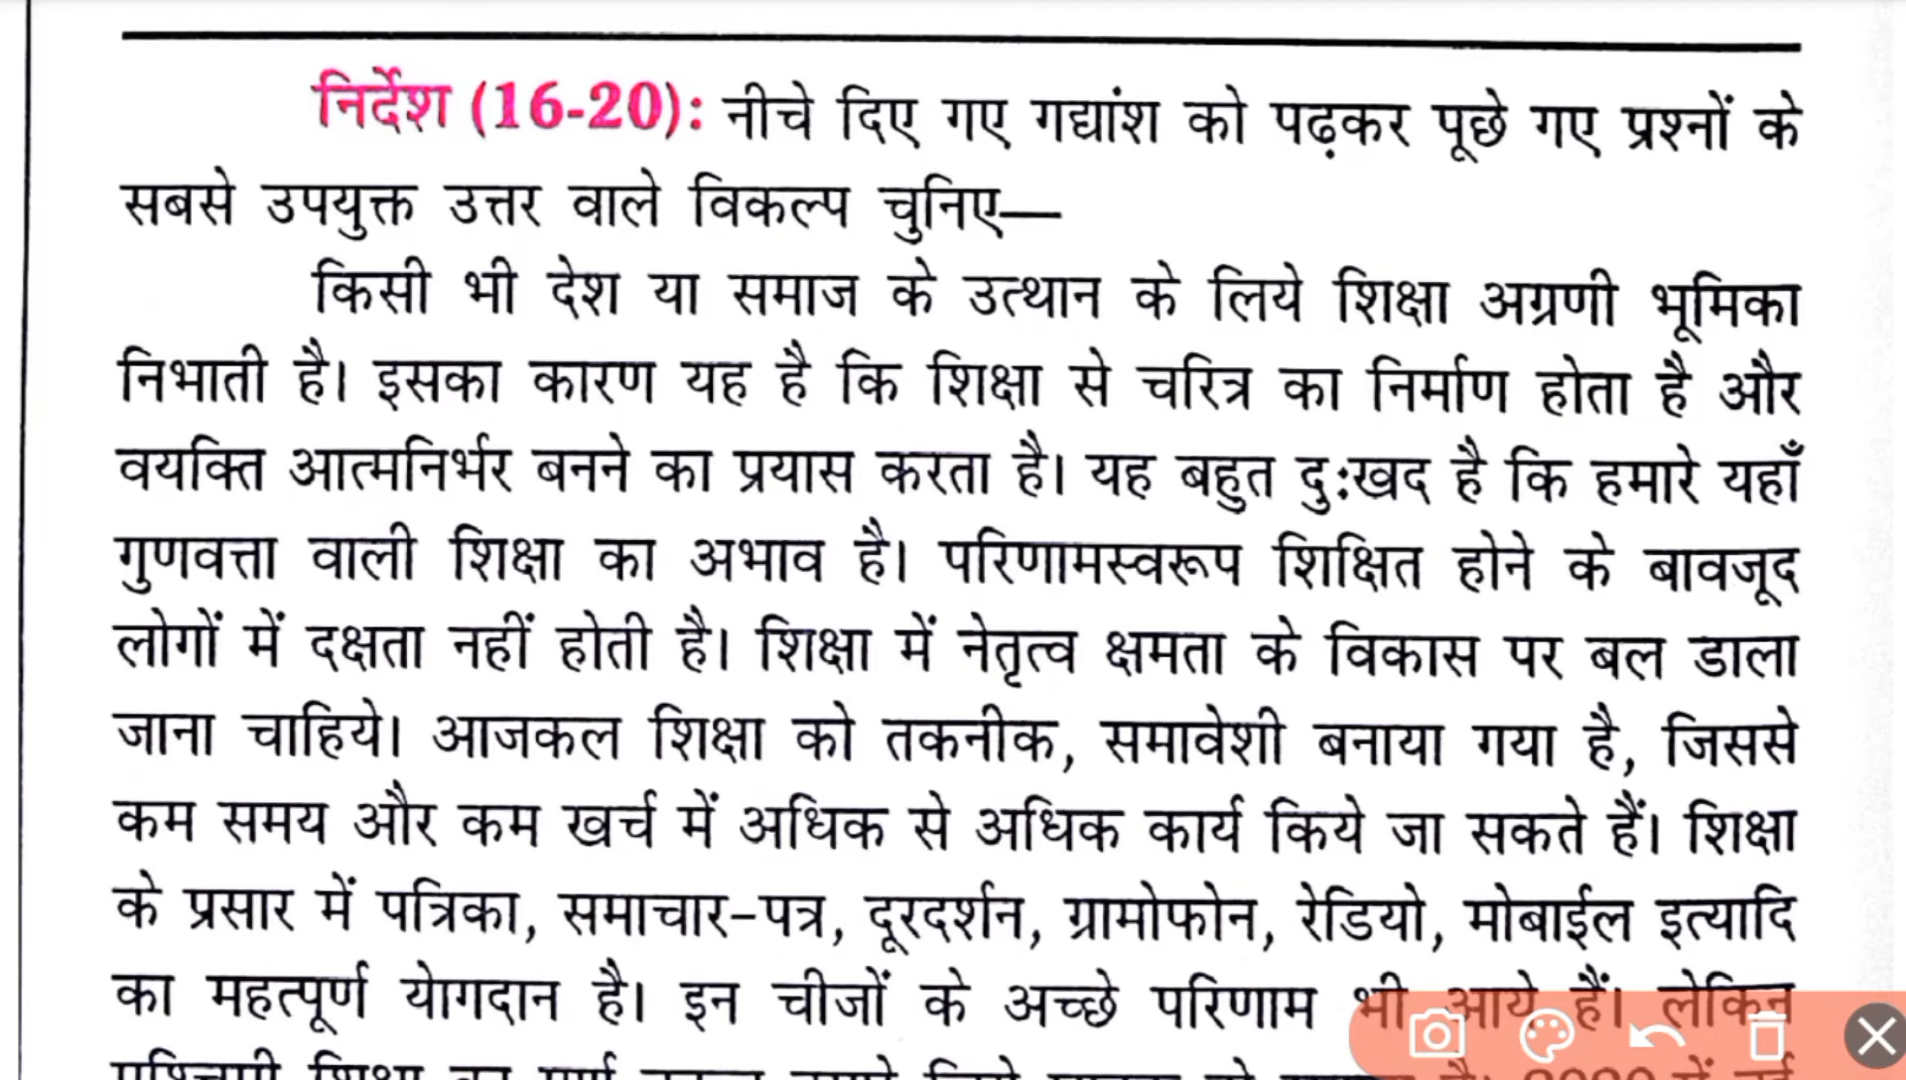 निर्देश (16-20): नीचे दिए गए गद्यांश को पढ़कर पूछे गए प्रश्नों के
सबसे उपयुक्त उत्तर वाले विकल्प चुनिए—
किसी भी देश या समाज के उत्थान के लिये शिक्षा अग्रणी भूमिका
निभाती है। इसका कारण यह है कि शिक्षा से चरित्र का निर्माण होता है और
वयक्ति आत्मनिर्भर बनने का प्रयास करता है। यह बहुत दुःखद है कि हमारे यहाँ
गुणवत्ता वाली शिक्षा का अभाव है। परिणामस्वरूप शिक्षित होने के बावजूद
लोगों में दक्षता नहीं होती है। शिक्षा में नेतृत्व क्षमता के विकास पर बल डाला
जाना चाहिये। आजकल शिक्षा को तकनीक, समावेशी बनाया गया है, जिससे
कम समय और कम खर्च में अधिक से अधिक कार्य किये जा सकते हैं। शिक्षा
के प्रसार में पत्रिका, समाचार-पत्र, दूरदर्शन, ग्रामोफोन, रेडियो, मोबाईल इत्यादि
का महत्पूर्ण योगदान है। इन चीजों के अच्छे परिणाम भी आये हैं। लेकिन